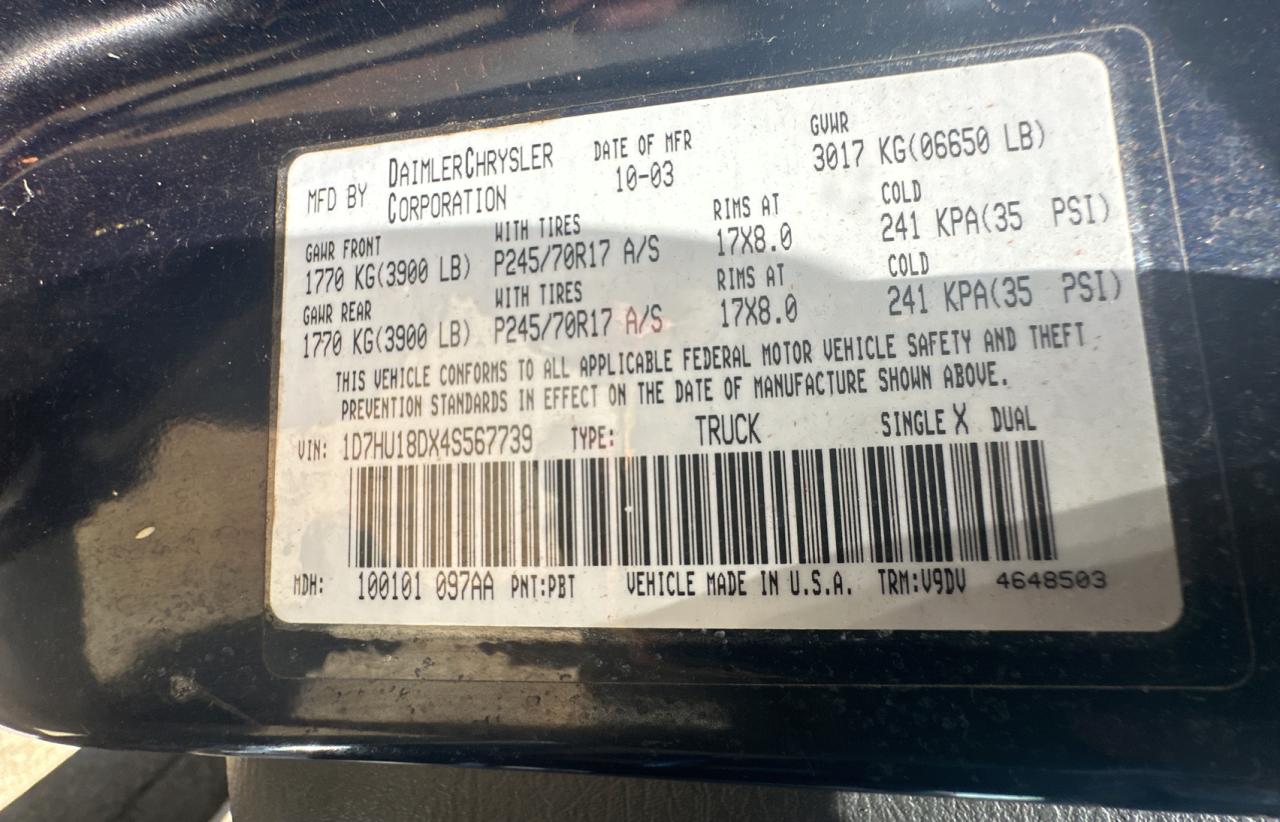 MFD BY DAIMLERCHRYSLER CORPORATION DATE OF MFR 10-03 GVWR 3017 KG(06650 LB)
GAWR FRONT WITH TIRES RIMS AT COLD
1770 KG(3900 LB) P245/70R17 A/S 17X8.0 241 KPA(35 PSI)
GAWR REAR WITH TIRES RIMS AT COLD
1770 KG(3900 LB) P245/70R17 A/S 17X8.0 241 KPA(35 PSI)
THIS VEHICLE CONFORMS TO ALL APPLICABLE FEDERAL MOTOR VEHICLE SAFETY AND THEFT
PREVENTION STANDARDS IN EFFECT ON THE DATE OF MANUFACTURE SHOWN ABOVE.
VIN: 1D7HU18DX4S567739 TYPE: TRUCK SINGLE X DUAL
MDH: 100101 097AA PNT:PBT VEHICLE MADE IN U.S.A. TRM:V9DV 4648503